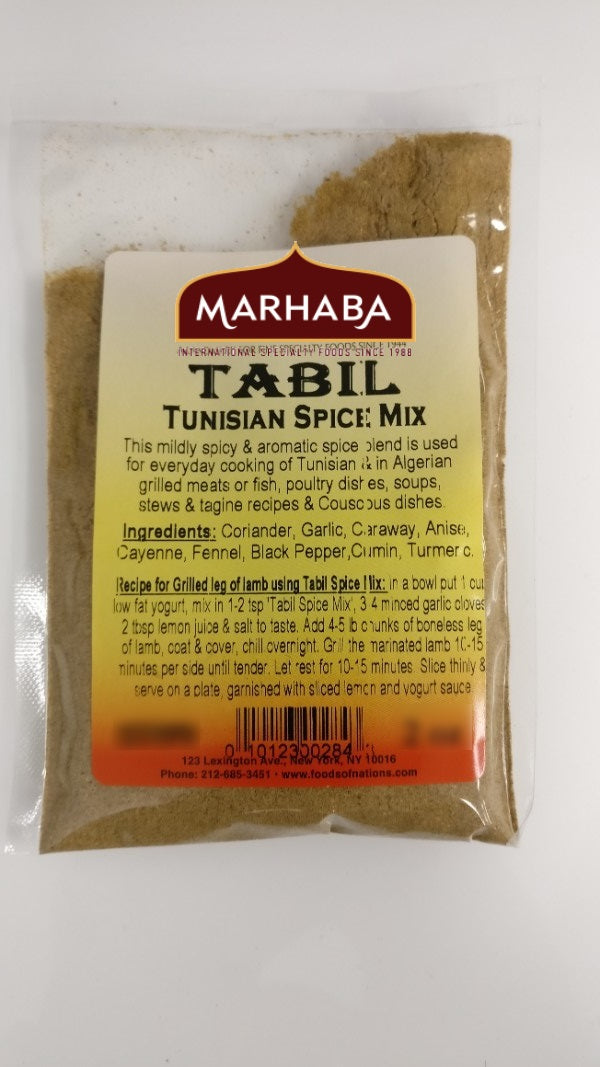 MARHABA
INTERNATIONAL SPECIALTY FOODS SINCE 1988
TABIL
TUNISIAN SPICE MIX
This mildly spicy & aromatic spice blend is used
for everyday cooking of Tunisian & in Algerian
grilled meats or fish, poultry dishes, soups,
stews & tagine recipes & Couscous dishes.
Ingredients: Coriander, Garlic, Caraway, Anise,
Cayenne, Fennel, Black Pepper, Cumin, Turmeric.
Recipe for Grilled leg of lamb using Tabil Spice Mix: in a bowl put 1 cup
low fat yogurt, mix in 1-2 tsp 'Tabil Spice Mix', 3-4 minced garlic cloves
2 tbsp lemon juice & salt to taste. Add 4-5 lb chunks of boneless leg
of lamb, coat & cover, chill overnight. Grill the marinated lamb 10-15
minutes per side until tender. Let rest for 10-15 minutes. Slice thinly &
serve on a plate, garnished with sliced lemon and yogurt sauce.
0 1012300284
123 Lexington Ave., New York, NY 10016
Phone: 212-685-3451 · www.foodsofnations.com